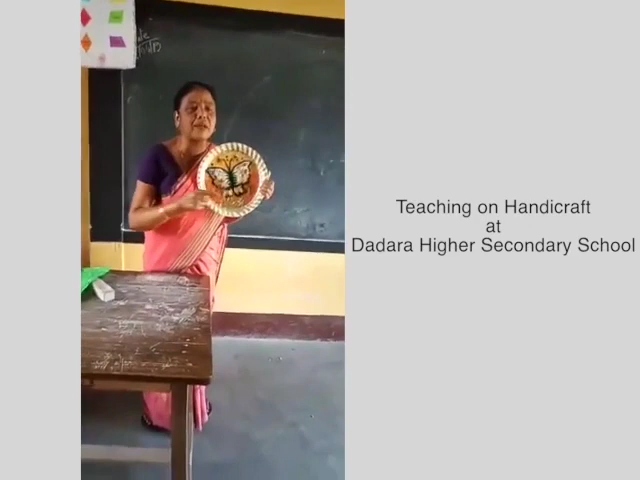 Teaching on Handicraft
at
Dadara Higher Secondary School